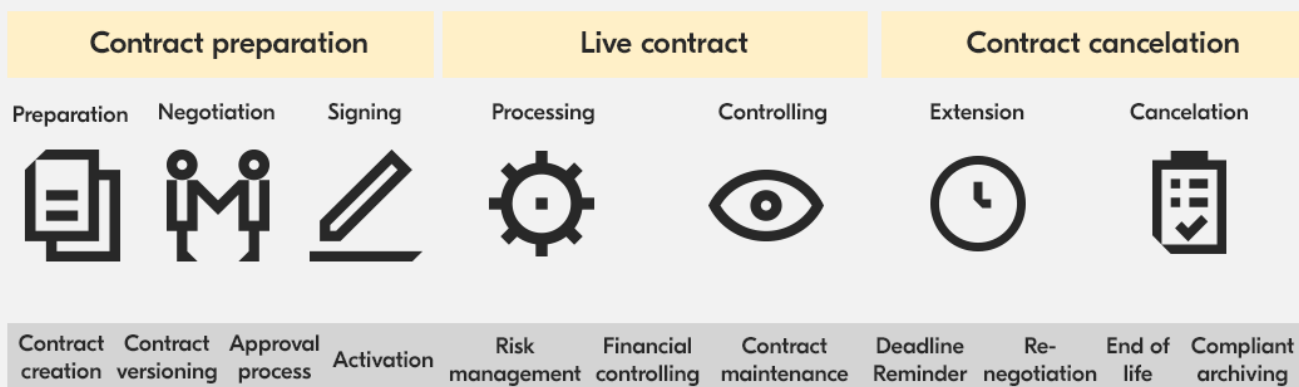 Contract preparation
Live contract
Contract cancelation
Preparation
Negotiation
Signing
Processing
Controlling
Extension
Cancelation
Contract
creation
Contract
versioning
Approval
process
Activation
Risk
management
Financial
controlling
Contract
maintenance
Deadline
Reminder
Re-
negotiation
End of
life
Compliant
archiving